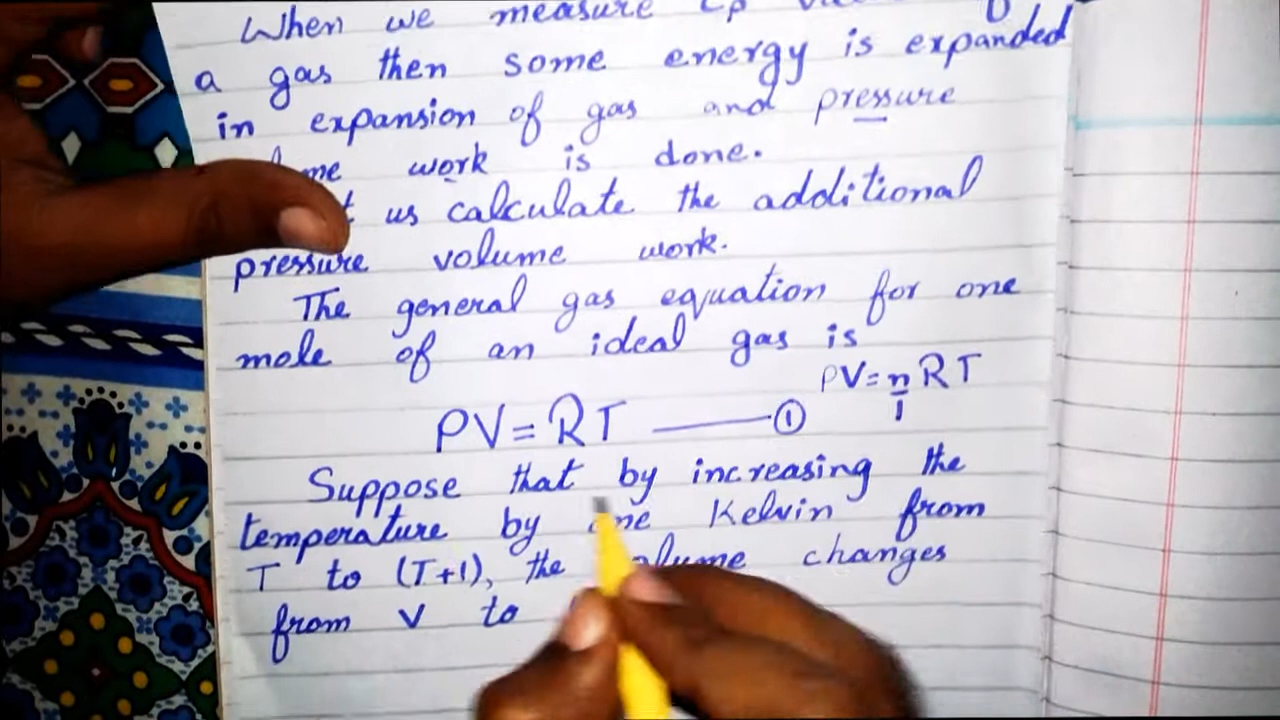 When we measure Cp
a gas then some energy is expanded
in expansion of gas and pressure
work is done.
us calculate the additional
pressure volume work.
The general gas equation for one
mole of an ideal gas is
PV=n/1 RT
PV=RT —— ①
Suppose that by increasing the
temperature by one Kelvin from
T to (T+1), the volume changes
from V to